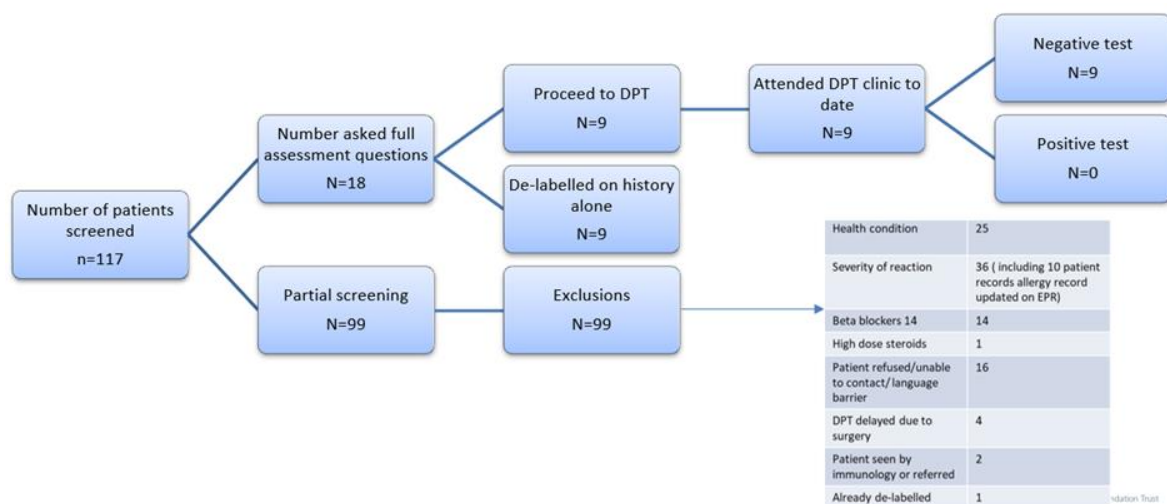 Number of patients
screened
n=117
Number asked full
assessment questions
N=18
Partial screening
N=99
Proceed to DPT
N=9
De-labelled on history
alone
N=9
Exclusions
N=99
Attended DPT clinic to
date
N=9
Negative test
N=9
Positive test
N=0
Health condition 25
Severity of reaction 36 ( including 10 patient
records allergy record
updated on EPR)
Beta blockers 14 14
High dose steroids 1
Patient refused/unable 16
to contact/ language
barrier
DPT delayed due to 4
surgery
Patient seen by 2
immunology or referred
Already de-labelled 1
Trust